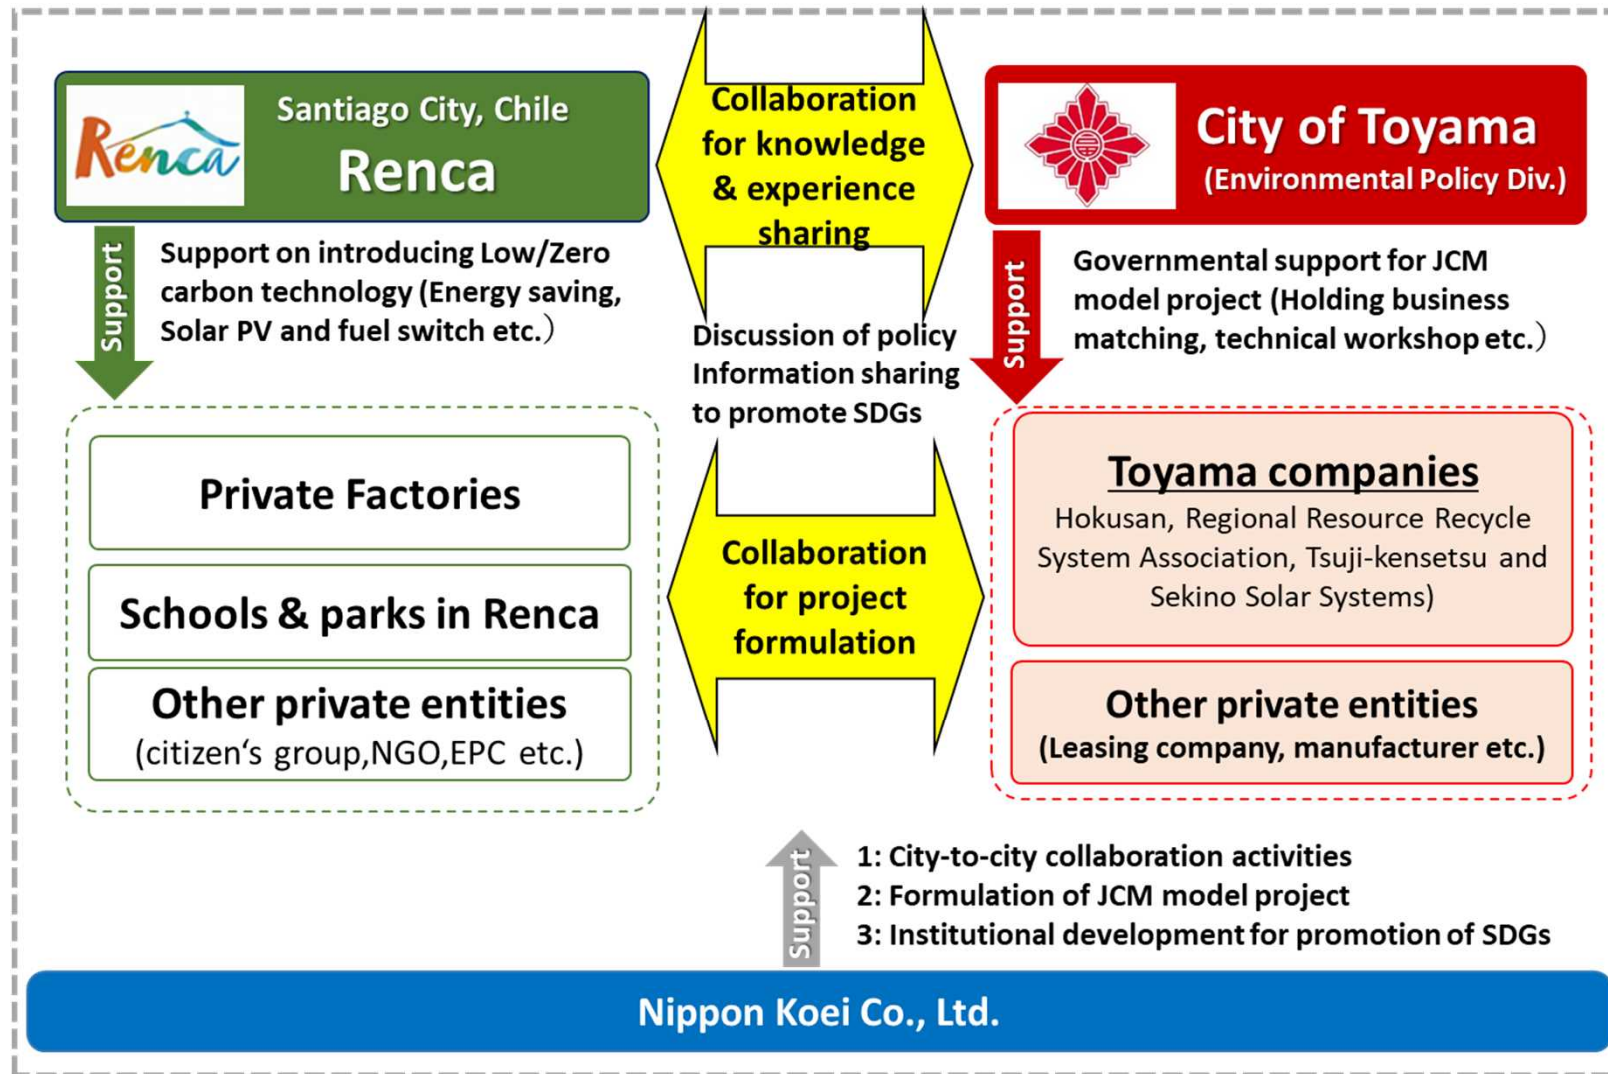 Renca
Santiago City, Chile
Renca
Collaboration
for knowledge
& experience
sharing
City of Toyama
(Environmental Policy Div.)
Support
Support on introducing Low/Zero
carbon technology (Energy saving,
Solar PV and fuel switch etc.）
Discussion of policy
Information sharing
to promote SDGs
Support
Governmental support for JCM
model project (Holding business
matching, technical workshop etc.）
Private Factories
Schools & parks in Renca
Other private entities
(citizen‘s group,NGO,EPC etc.)
Collaboration
for project
formulation
Toyama companies
Hokusan, Regional Resource Recycle
System Association, Tsuji-kensetsu and
Sekino Solar Systems)
Other private entities
(Leasing company, manufacturer etc.)
Support
1: City-to-city collaboration activities
2: Formulation of JCM model project
3: Institutional development for promotion of SDGs
Nippon Koei Co., Ltd.